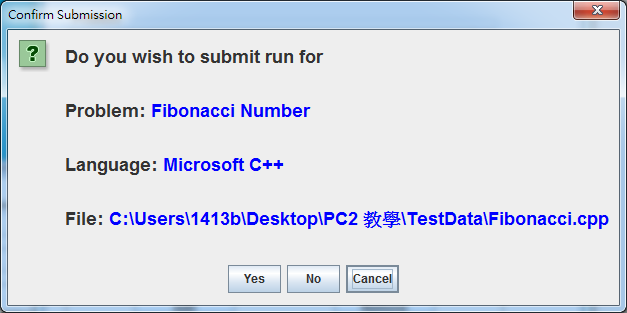 Confirm Submission
Do you wish to submit run for
Problem: Fibonacci Number
Language: Microsoft C++
File: C:\Users\1413b\Desktop\PC2 教學\TestData\Fibonacci.cpp
Yes No Cancel